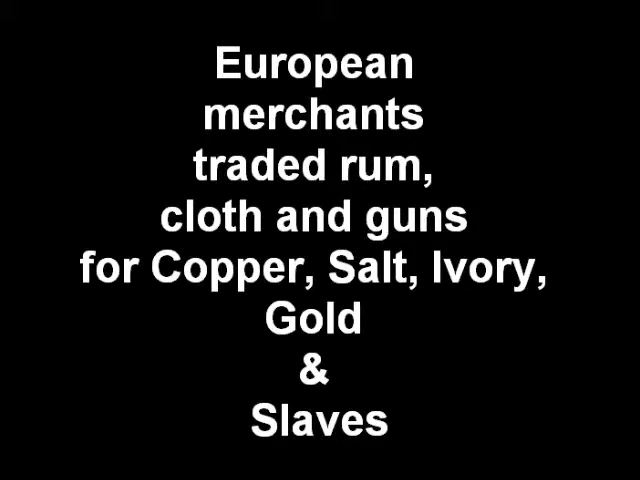 European
merchants
traded rum,
cloth and guns
for Copper, Salt, Ivory,
Gold
&
Slaves